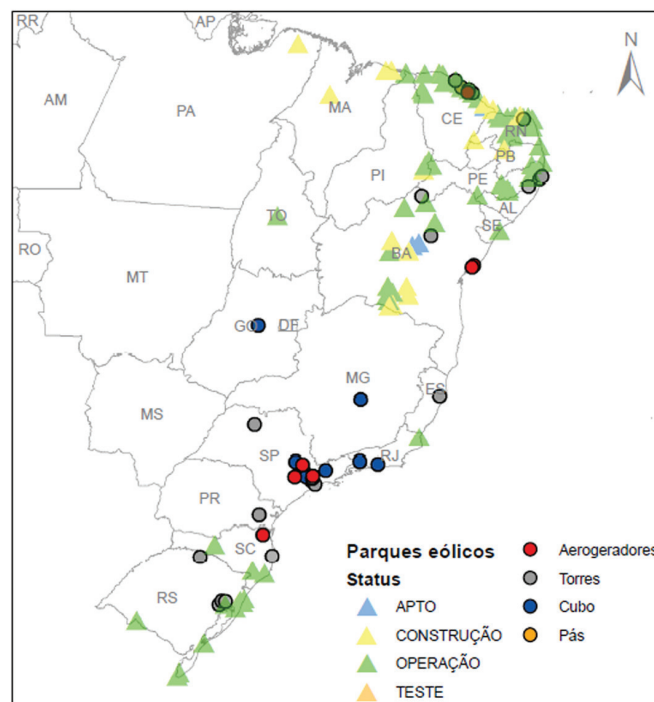 RR
AP
N
AM
PA
MA
CE
RN
PB
PI
PE
AL
TO
SE
RO
BA
MT
GO
DF
MG
ES
MS
SP
RJ
PR
SC
RS
Parques eólicos
Status
APTO
CONSTRUÇÃO
OPERAÇÃO
TESTE
Aerogeradores
Torres
Cubo
Pás